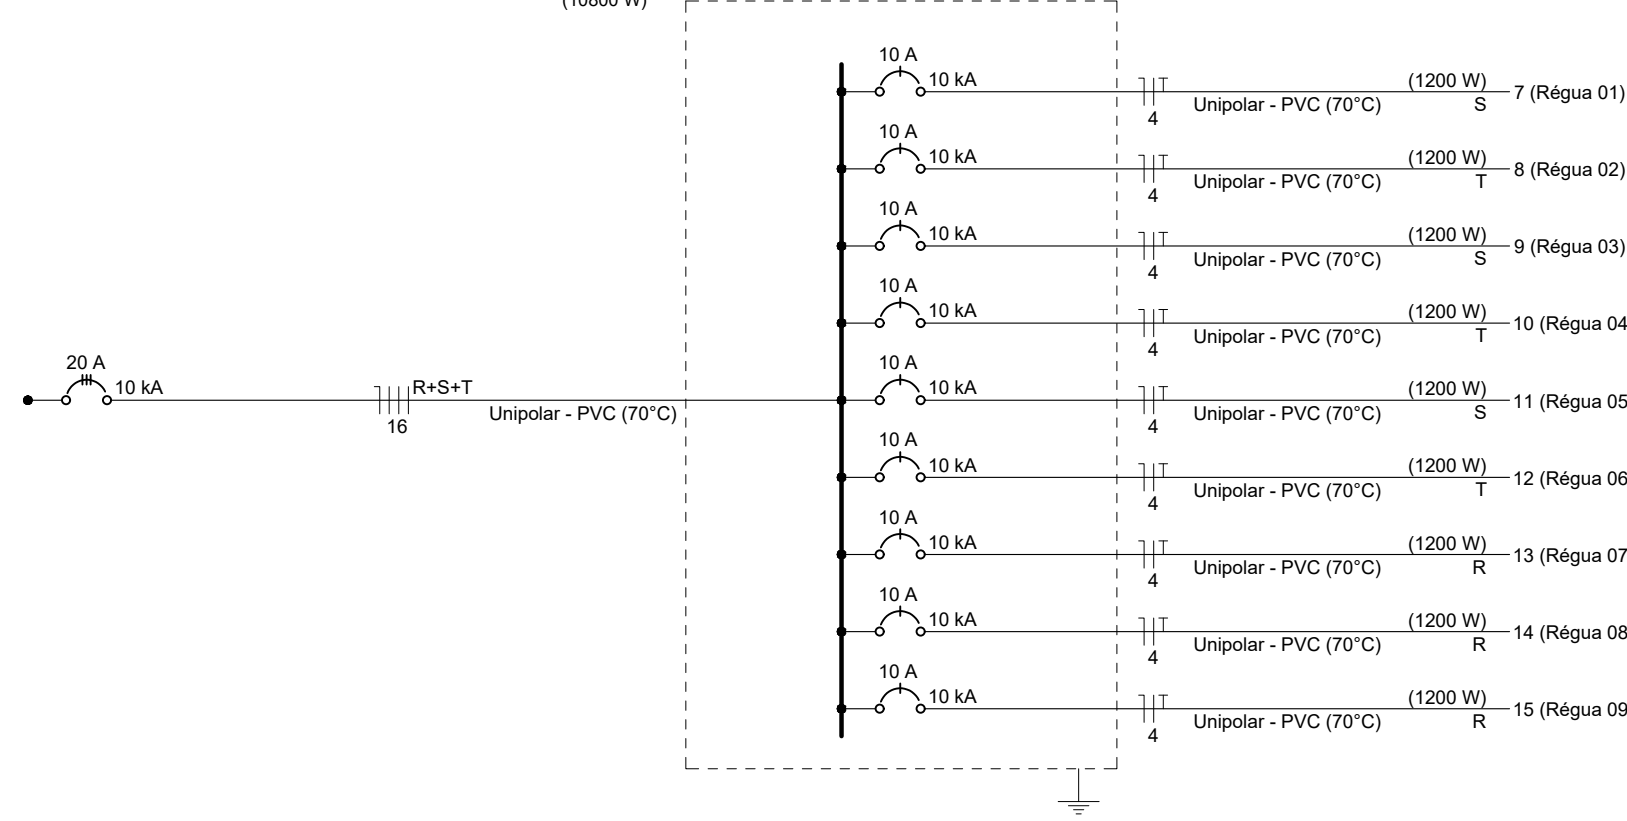 (10800 W)
10 A
10 kA
4
Unipolar - PVC (70°C)
(1200 W)
S
7 (Régua 01)
10 A
10 kA
4
Unipolar - PVC (70°C)
(1200 W)
T
8 (Régua 02)
10 A
10 kA
4
Unipolar - PVC (70°C)
(1200 W)
S
9 (Régua 03)
10 A
10 kA
4
Unipolar - PVC (70°C)
(1200 W)
T
10 (Régua 04
20 A
10 kA
R+S+T
16
Unipolar - PVC (70°C)
10 A
10 kA
4
Unipolar - PVC (70°C)
(1200 W)
S
11 (Régua 05
10 A
10 kA
4
Unipolar - PVC (70°C)
(1200 W)
T
12 (Régua 06
10 A
10 kA
4
Unipolar - PVC (70°C)
(1200 W)
R
13 (Régua 07
10 A
10 kA
4
Unipolar - PVC (70°C)
(1200 W)
R
14 (Régua 08
10 A
10 kA
4
Unipolar - PVC (70°C)
(1200 W)
R
15 (Régua 09